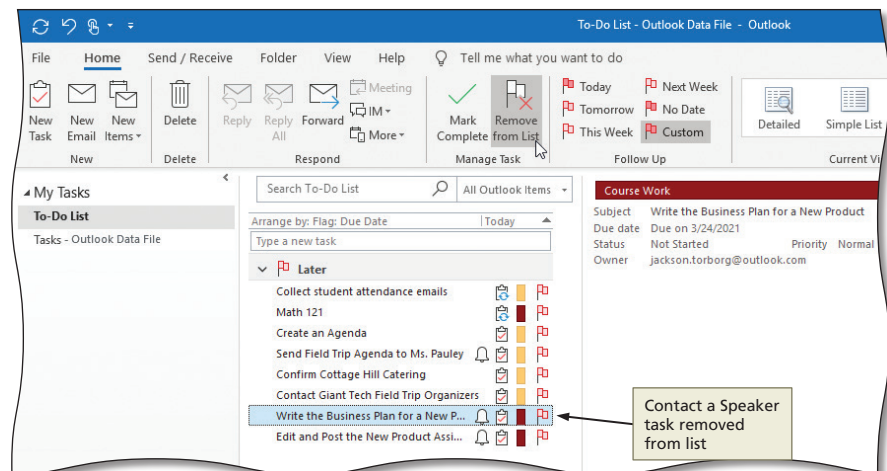 To-Do List - Outlook Data File - Outlook
File Home Send / Receive Folder View Help Tell me what you want to do
New Task
New Email
New Items
Delete
Reply
Reply All
Forward
Meeting
IM
More
Mark Complete
Remove from List
Today
Tomorrow
This Week
Next Week
No Date
Custom
Detailed
Simple List
New Delete Respond Manage Task Follow Up Current Vi
My Tasks
To-Do List
Tasks - Outlook Data File
Search To-Do List All Outlook Items
Arrange by: Flag: Due Date Today
Type a new task
Later
Collect student attendance emails
Math 121
Create an Agenda
Send Field Trip Agenda to Ms. Pauley
Confirm Cottage Hill Catering
Contact Giant Tech Field Trip Organizers
Write the Business Plan for a New P...
Edit and Post the New Product Assi...
Course Work
Subject Write the Business Plan for a New Product
Due date Due on 3/24/2021
Status Not Started Priority Normal
Owner jackson.torborg@outlook.com
Contact a Speaker
task removed
from list